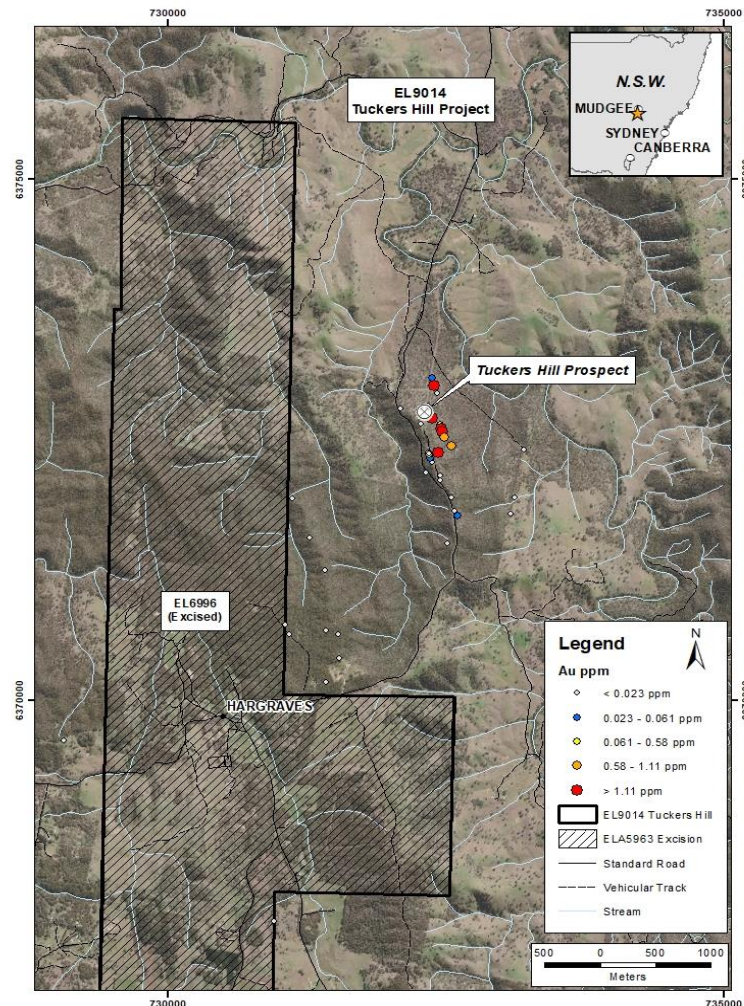 730000
735000
EL9014
Tuckers Hill Project
N.S.W.
MUDGEE
SYDNEY
CANBERRA
6375000
Tuckers Hill Prospect
EL6996
(Excised)
HARGRAVES
6370000
Legend
N
Au ppm
< 0.023 ppm
0.023 - 0.061 ppm
0.061 - 0.58 ppm
0.58 - 1.11 ppm
> 1.11 ppm
EL9014 Tuckers Hill
ELA5963 Excision
Standard Road
Vehicular Track
Stream
500 0 500 1000
Meters
730000
735000